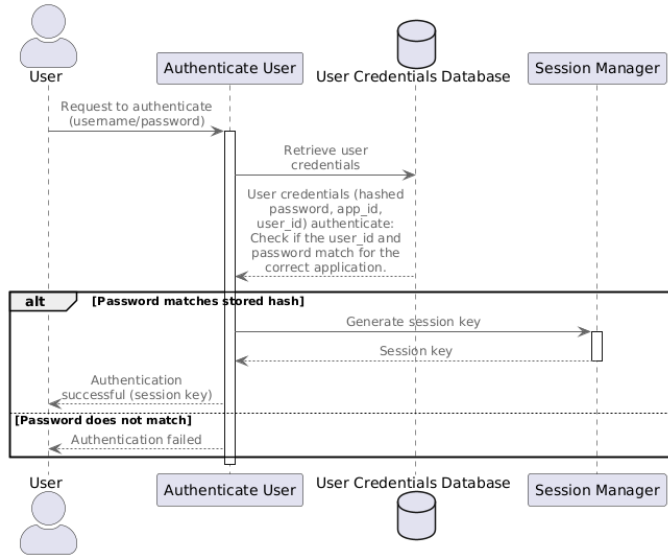 User
Authenticate User
User Credentials Database
Session Manager
Request to authenticate
(username/password)
Retrieve user
credentials
User credentials (hashed
password, app_id,
user_id) authenticate:
Check if the user_id and
password match for the
correct application.
alt
[Password matches stored hash]
Generate session key
Session key
Authentication
successful (session key)
[Password does not match]
Authentication failed
User
Authenticate User
User Credentials Database
Session Manager